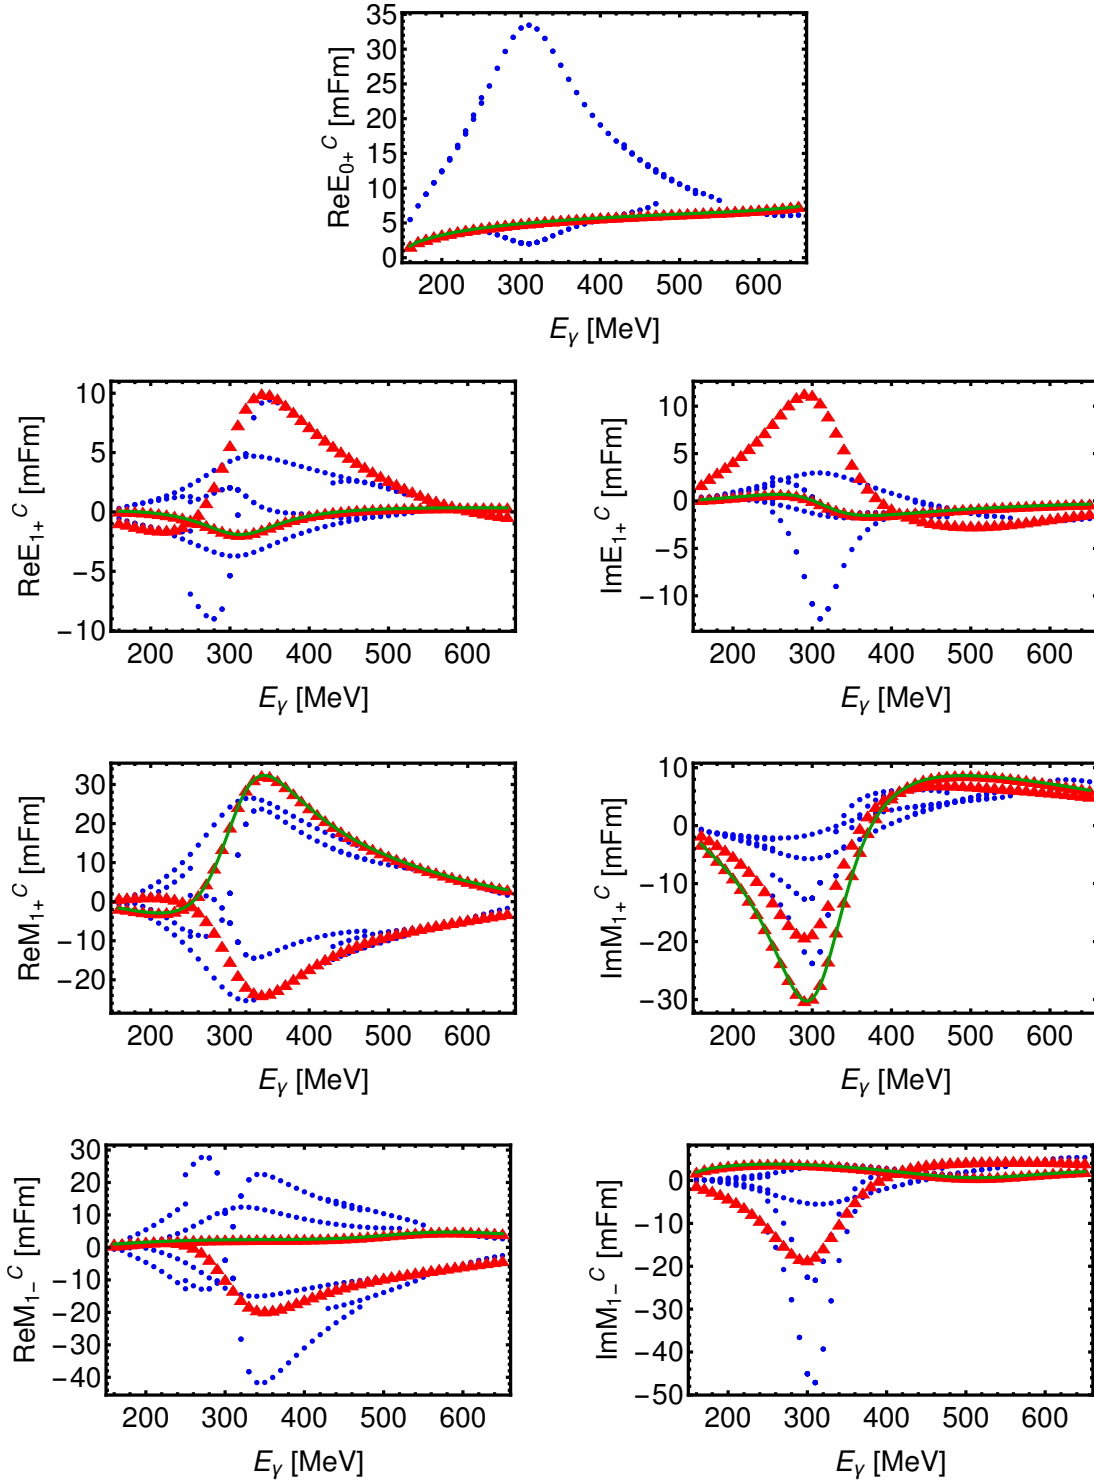 35
30
25
20
15
10
5
0
ReE0+^C [mFm]
200 300 400 500 600
Eγ [MeV]
10
5
0
−5
−10
ReE1+^C [mFm]
200 300 400 500 600
Eγ [MeV]
10
5
0
−5
−10
ImE1+^C [mFm]
200 300 400 500 600
Eγ [MeV]
30
20
10
0
−10
−20
ReM1+^C [mFm]
200 300 400 500 600
Eγ [MeV]
10
0
−10
−20
−30
ImM1+^C [mFm]
200 300 400 500 600
Eγ [MeV]
30
20
10
0
−10
−20
−30
−40
ReM1−^C [mFm]
200 300 400 500 600
Eγ [MeV]
0
−10
−20
−30
−40
−50
ImM1−^C [mFm]
200 300 400 500 600
Eγ [MeV]